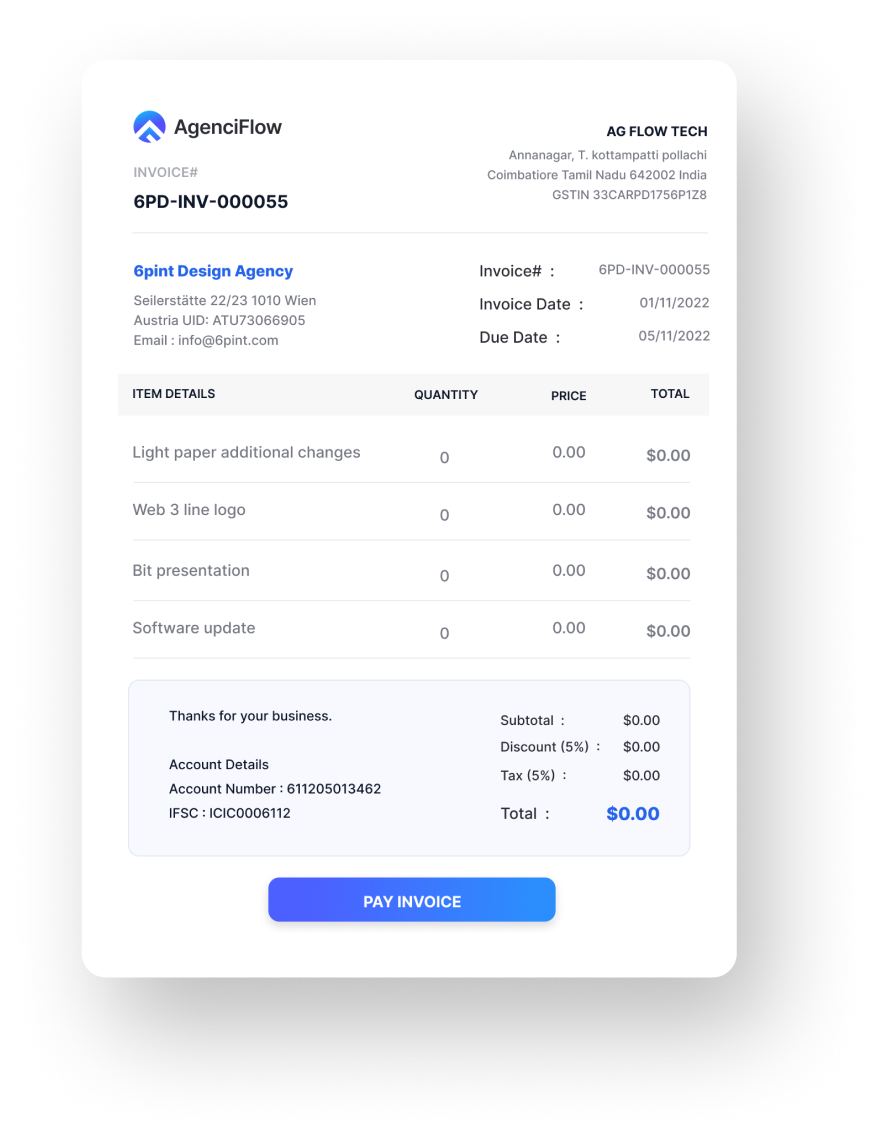 AgenciFlow
INVOICE#
6PD-INV-000055
AG FLOW TECH
Annanagar, T. kottampatti pollachi
Coimbatiore Tamil Nadu 642002 India
GSTIN 33CARPD1756P1Z8
6pint Design Agency
Seilerstätte 22/23 1010 Wien
Austria UID: ATU73066905
Email : info@6pint.com
Invoice# : 6PD-INV-000055
Invoice Date : 01/11/2022
Due Date : 05/11/2022
ITEM DETAILS QUANTITY PRICE TOTAL
Light paper additional changes 0 0.00 $0.00
Web 3 line logo 0 0.00 $0.00
Bit presentation 0 0.00 $0.00
Software update 0 0.00 $0.00
Thanks for your business.
Account Details
Account Number : 611205013462
IFSC : ICIC0006112
Subtotal : $0.00
Discount (5%) : $0.00
Tax (5%) : $0.00
Total : $0.00
PAY INVOICE